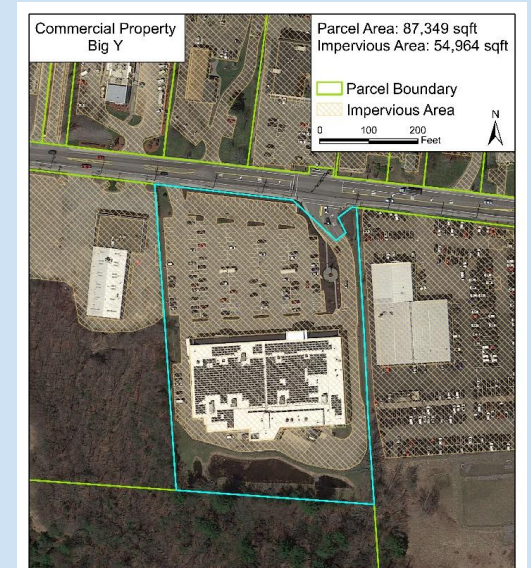 Commercial Property
Big Y
Parcel Area: 87,349 sqft
Impervious Area: 54,964 sqft
Parcel Boundary
Impervious Area
0 100 200
Feet
N